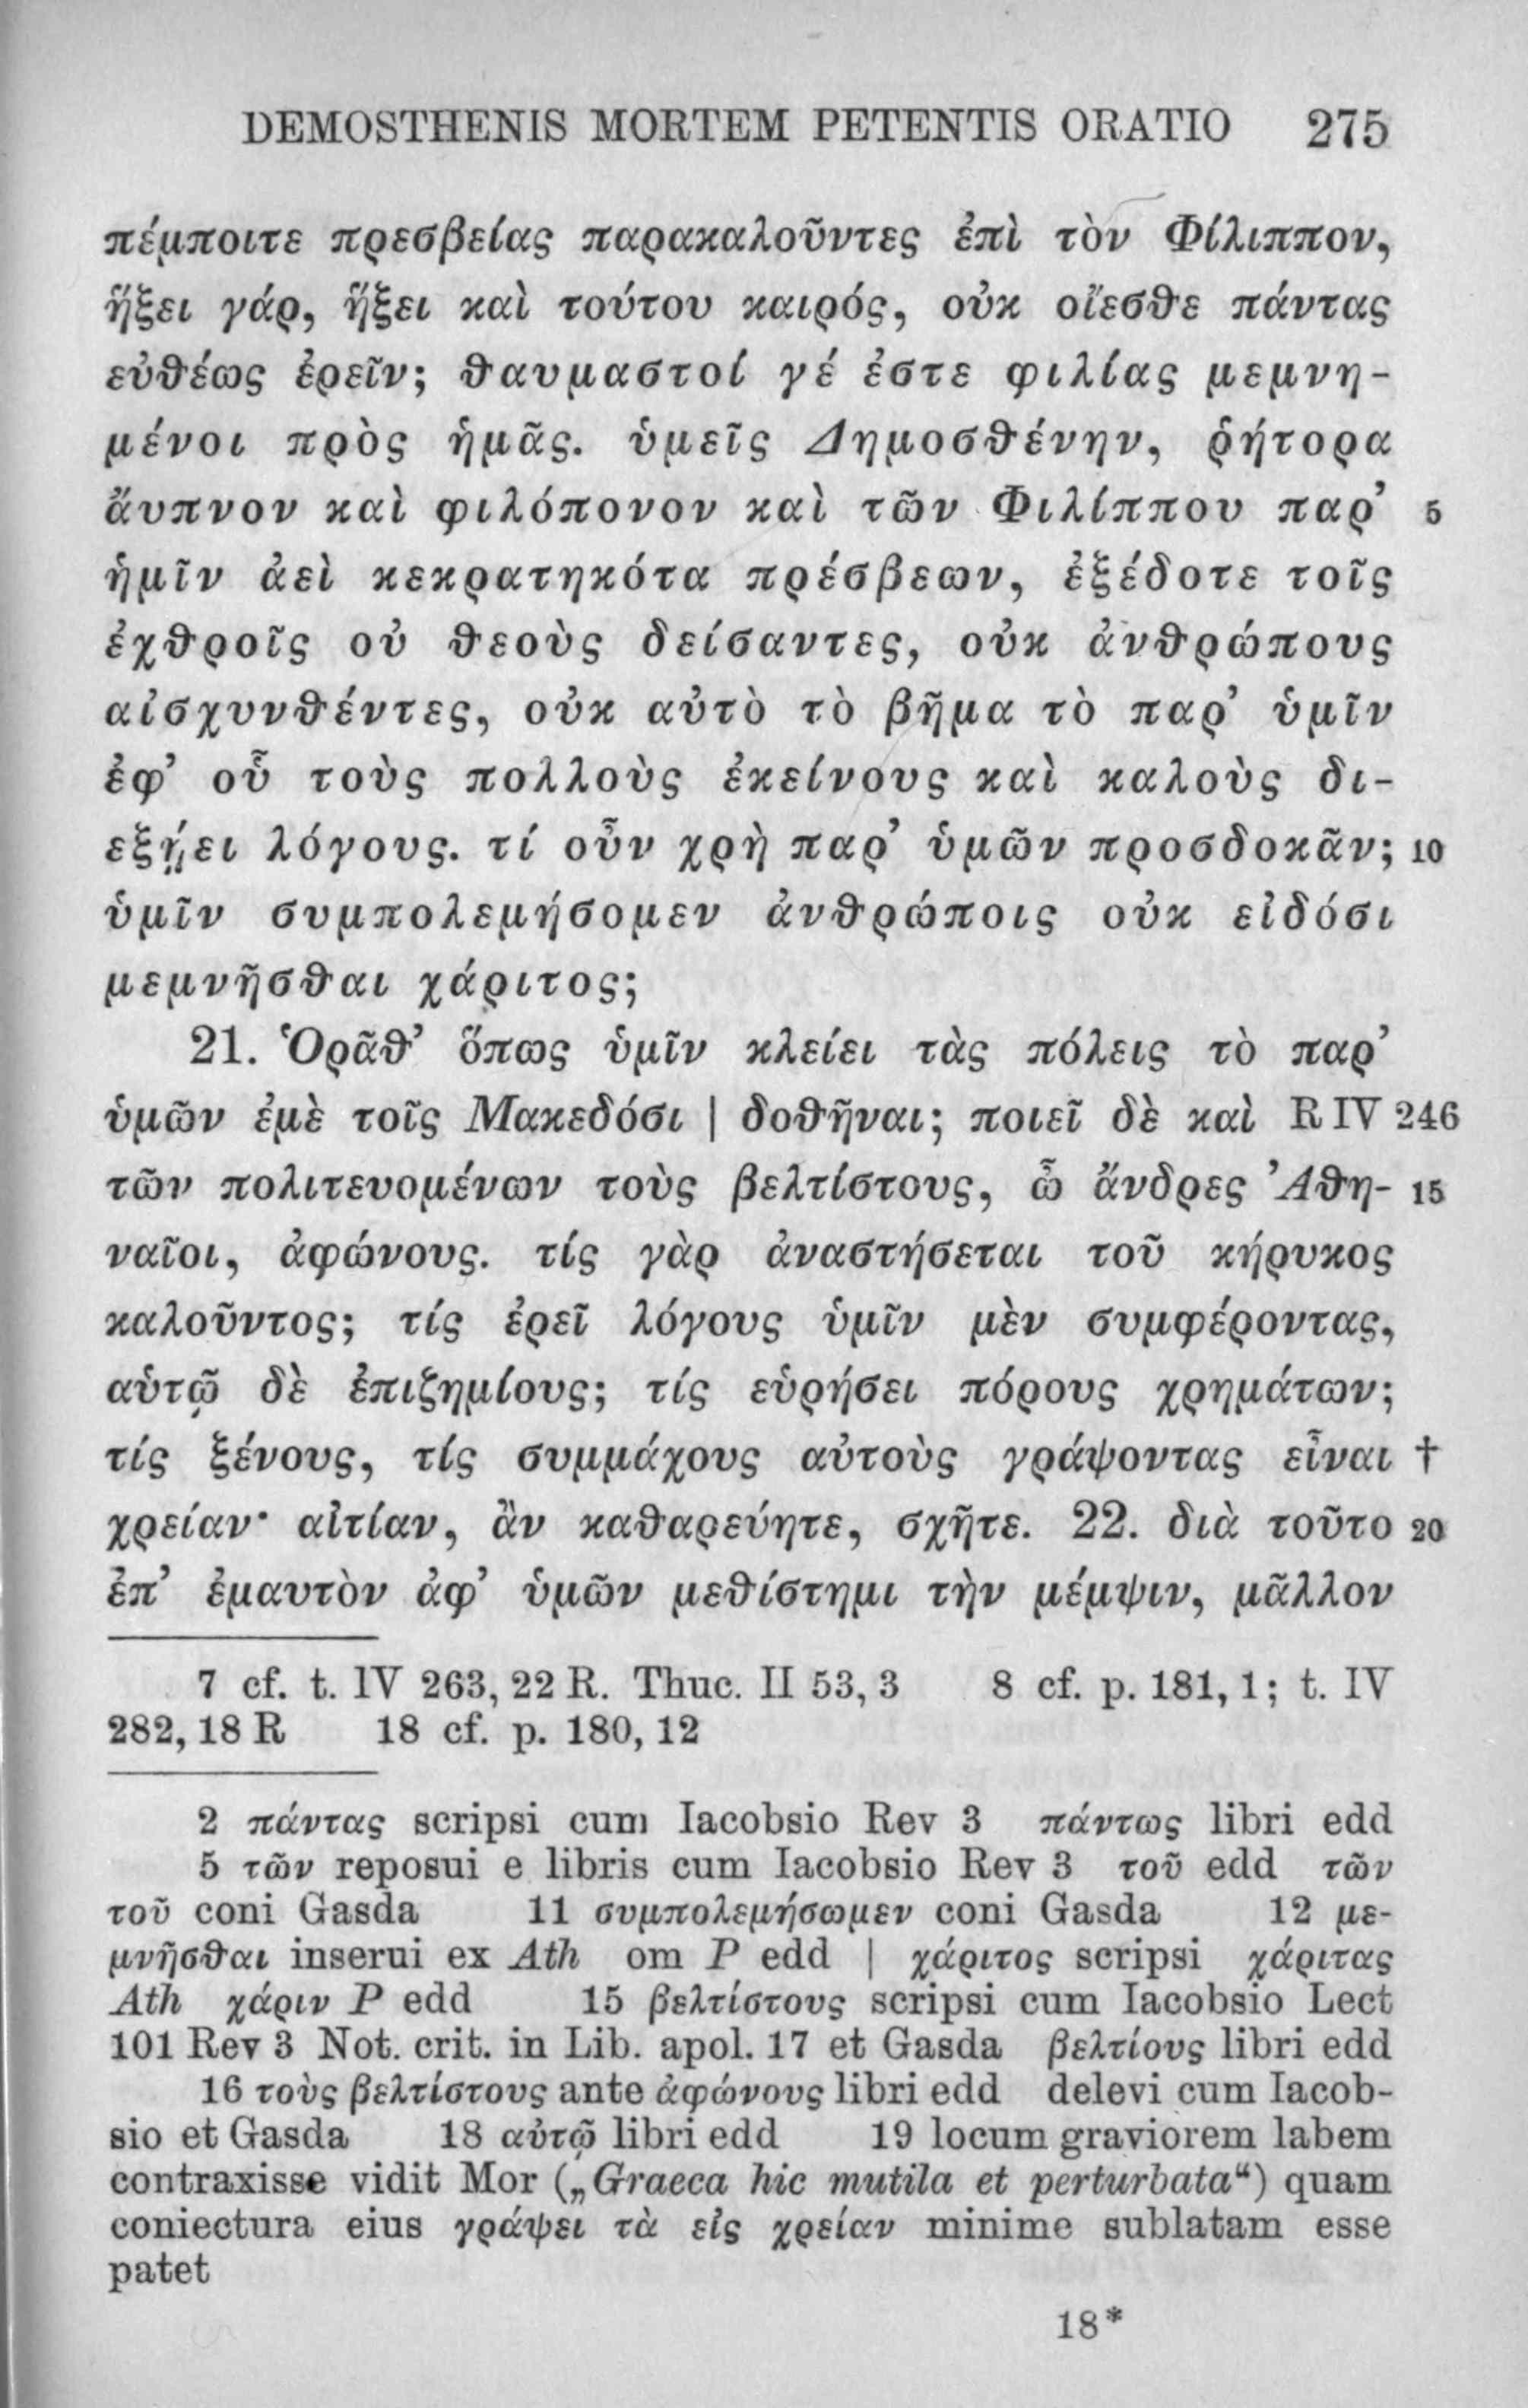 DEMOSTHENIS MORTEM PETENTIS ORATIO 275
πέμποιτε πρεσβείας παρακαλοῦντες ἐπὶ τὸν Φίλιππον,
ἥξει γάρ, ἥξει καὶ τούτου καιρός, οὐκ οἴεσθε πάντας
εὐθέως ἐρεῖν; θαυμαστοί γέ ἐστε φιλίας μεμνη-
μένοι πρὸς ἡμᾶς. ὑμεῖς Δημοσθένην, ῥήτορα
ἄυπνον καὶ φιλόπονον καὶ τῶν Φιλίππου παρ’ 5
ἡμῖν ἀεὶ κεκρατηκότα πρέσβεων, ἐξέδοτε τοῖς
ἐχθροῖς οὐ θεοὺς δείσαντες, οὐκ ἀνθρώπους
αἰσχυνθέντες, οὐκ αὐτὸ τὸ βῆμα τὸ παρ’ ὑμῖν
ἐφ’ οὗ τοὺς πολλοὺς ἐκείνους καὶ καλοὺς δι-
εξῄει λόγους. τί οὖν χρὴ παρ’ ὑμῶν προσδοκᾶν; 10
ὑμῖν συμπολεμήσομεν ἀνθρώποις οὐκ εἰδόσι
μεμνῆσθαι χάριτος;
21. Ὁρᾶθ’ ὅπως ὑμῖν κλείει τὰς πόλεις τὸ παρ’
ὑμῶν ἐμὲ τοῖς Μακεδόσι | δοθῆναι; ποιεῖ δὲ καὶ R IV 246
τῶν πολιτευομένων τοὺς βελτίστους, ὦ ἄνδρες Ἀθη- 15
ναῖοι, ἀφώνους. τίς γὰρ ἀναστήσεται τοῦ κήρυκος
καλοῦντος; τίς ἐρεῖ λόγους ὑμῖν μὲν συμφέροντας,
αὑτῷ δὲ ἐπιζημίους; τίς εὑρήσει πόρους χρημάτων;
τίς ξένους, τίς συμμάχους αὐτοὺς γράψοντας εἶναι †
χρείαν· αἰτίαν, ἂν καθαρεύητε, σχῆτε. 22. διὰ τοῦτο 20
ἐπ’ ἐμαυτὸν ἀφ’ ὑμῶν μεθίστημι τὴν μέμψιν, μᾶλλον
7 cf. t. IV 263, 22 R. Thuc. II 53, 3 8 cf. p. 181, 1; t. IV
282, 18 R 18 cf. p. 180, 12
2 πάντας scripsi cum Iacobsio Rev 3 πάντως libri edd
5 τῶν reposui e libris cum Iacobsio Rev 3 τοῦ edd τῶν
τοῦ coni Gasda 11 συμπολεμήσωμεν coni Gasda 12 με-
μνῆσθαι inserui ex Ath om P edd | χάριτος scripsi χάριτας
Ath χάριν P edd 15 βελτίστους scripsi cum Iacobsio Lect
101 Rev 3 Not. crit. in Lib. apol. 17 et Gasda βελτίους libri edd
16 τοὺς βελτίστους ante ἀφώνους libri edd delevi cum Iacob-
sio et Gasda 18 αὐτῷ libri edd 19 locum graviorem labem
contraxisse vidit Mor („Graeca hic mutila et perturbata“) quam
coniectura eius γράψει τὰ εἰς χρείαν minime sublatam esse
patet
18*